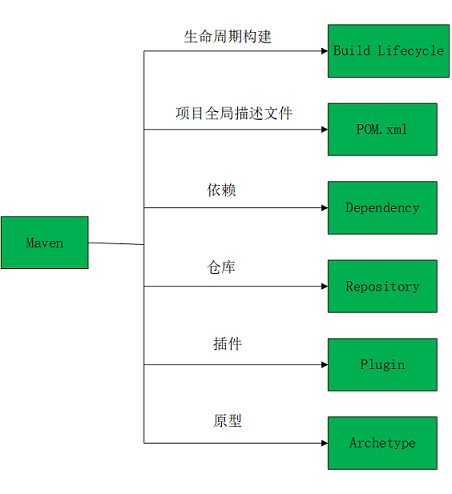 生命周期构建
Build Lifecycle
项目全局描述文件
POM.xml
依赖
Dependency
Maven
仓库
Repository
插件
Plugin
原型
Archetype